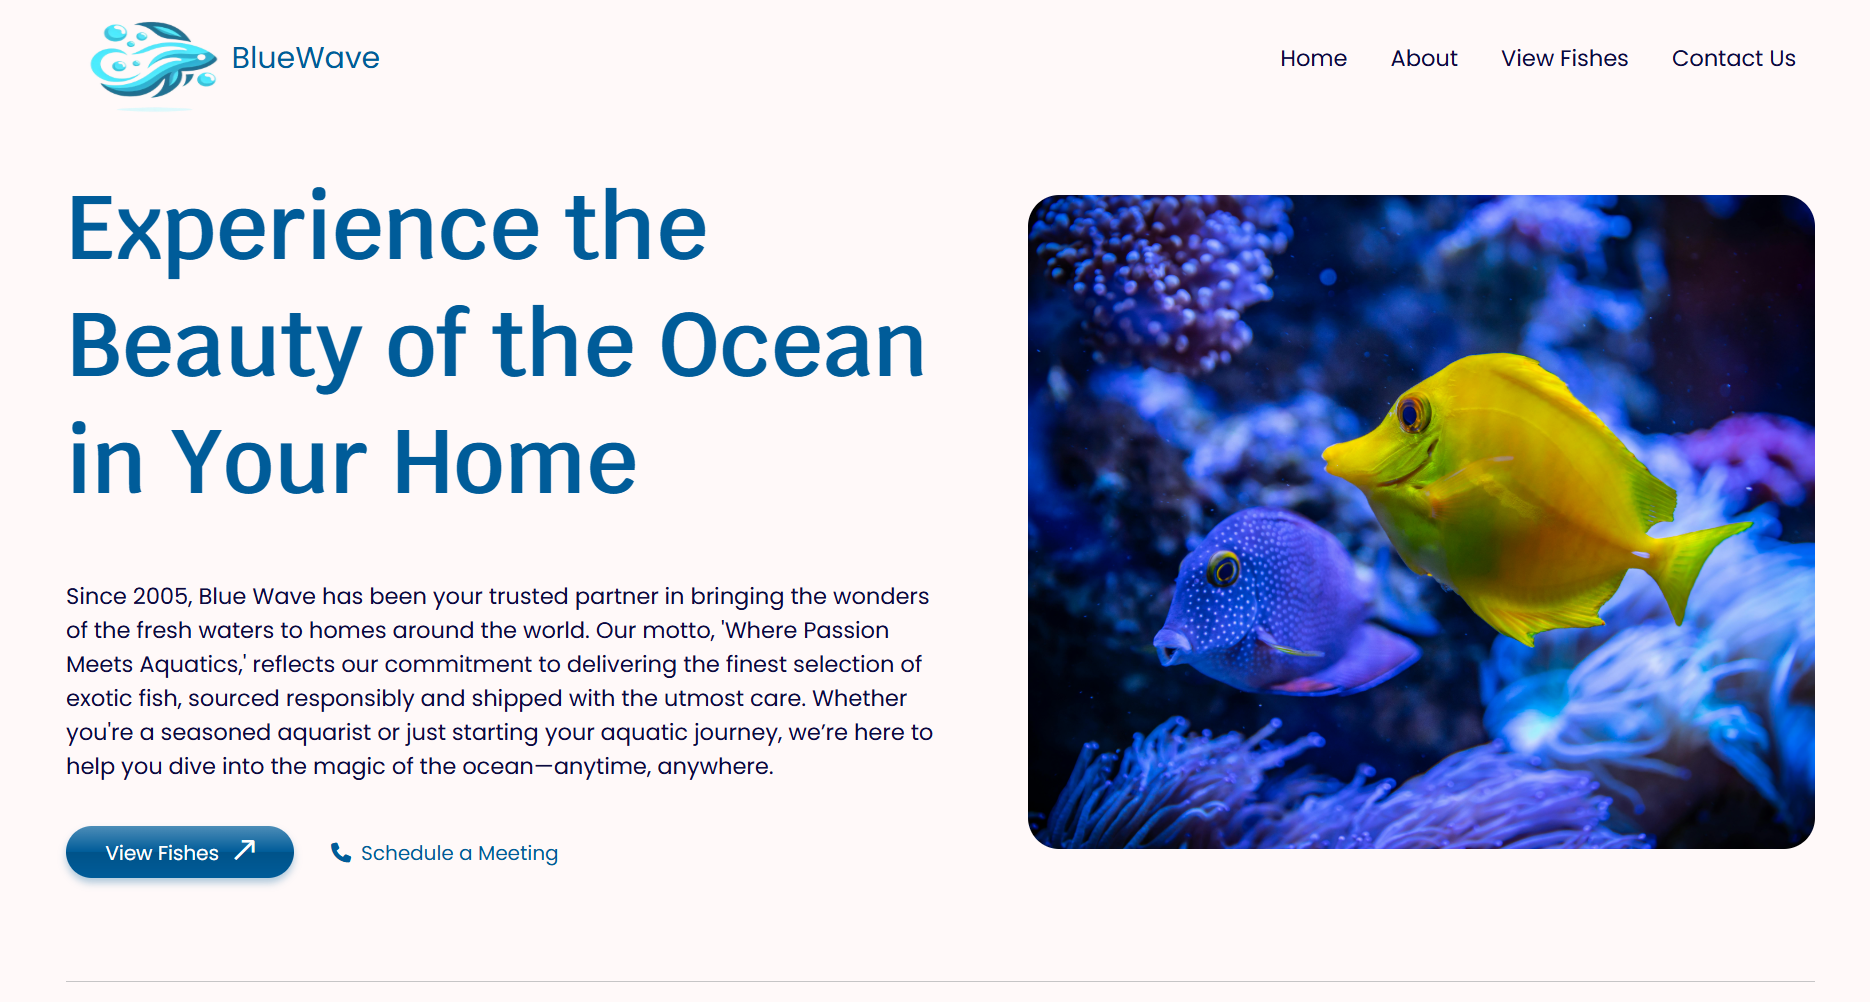 BlueWave
Home
About
View Fishes
Contact Us
Experience the
Beauty of the Ocean
in Your Home
Since 2005, Blue Wave has been your trusted partner in bringing the wonders
of the fresh waters to homes around the world. Our motto, 'Where Passion
Meets Aquatics,' reflects our commitment to delivering the finest selection of
exotic fish, sourced responsibly and shipped with the utmost care. Whether
you're a seasoned aquarist or just starting your aquatic journey, we’re here to
help you dive into the magic of the ocean—anytime, anywhere.
View Fishes
Schedule a Meeting